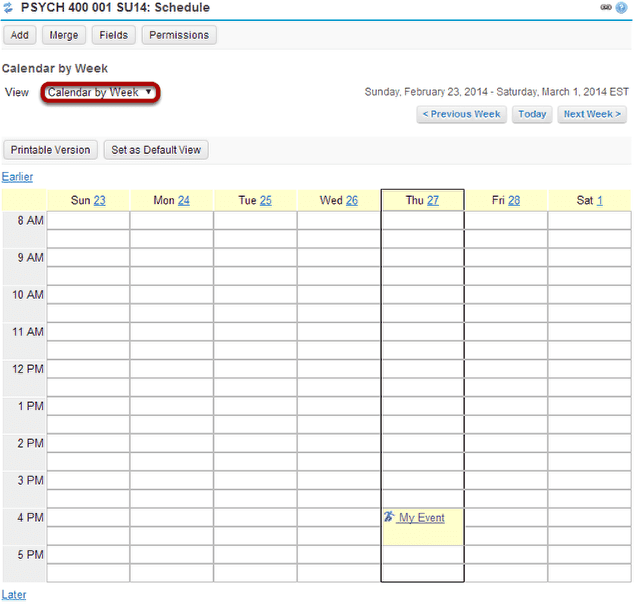 PSYCH 400 001 SU14: Schedule
Add Merge Fields Permissions
Calendar by Week
View Calendar by Week Sunday, February 23, 2014 - Saturday, March 1, 2014 EST
< Previous Week Today Next Week >
Printable Version Set as Default View
Earlier
Sun 23 Mon 24 Tue 25 Wed 26 Thu 27 Fri 28 Sat 1
8 AM
9 AM
10 AM
11 AM
12 PM
1 PM
2 PM
3 PM
4 PM My Event
5 PM
Later